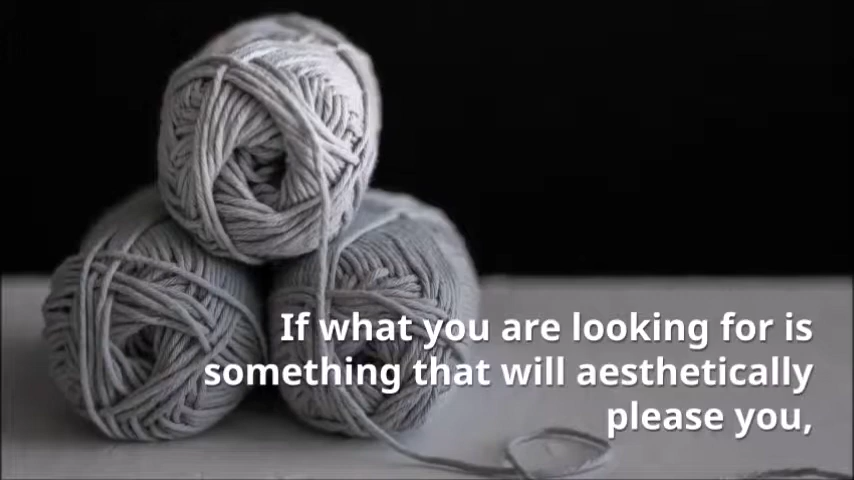 If what you are looking for is
something that will aesthetically
please you,